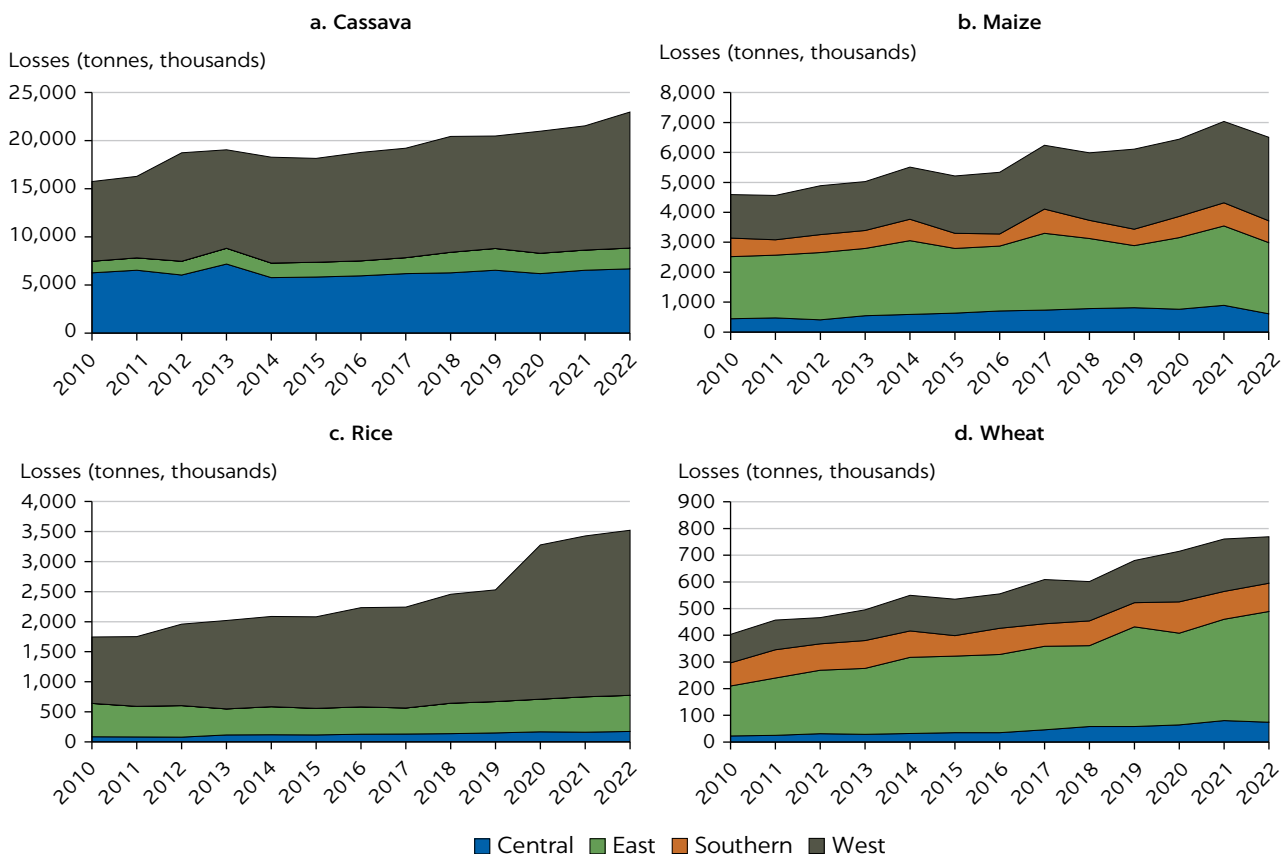 a. Cassava
Losses (tonnes, thousands)
25,000
20,000
15,000
10,000
5,000
0
2010 2011 2012 2013 2014 2015 2016 2017 2018 2019 2020 2021 2022
b. Maize
Losses (tonnes, thousands)
8,000
7,000
6,000
5,000
4,000
3,000
2,000
1,000
0
2010 2011 2012 2013 2014 2015 2016 2017 2018 2019 2020 2021 2022
c. Rice
Losses (tonnes, thousands)
4,000
3,500
3,000
2,500
2,000
1,500
1,000
500
0
2010 2011 2012 2013 2014 2015 2016 2017 2018 2019 2020 2021 2022
d. Wheat
Losses (tonnes, thousands)
900
800
700
600
500
400
300
200
100
0
2010 2011 2012 2013 2014 2015 2016 2017 2018 2019 2020 2021 2022
Central East Southern West